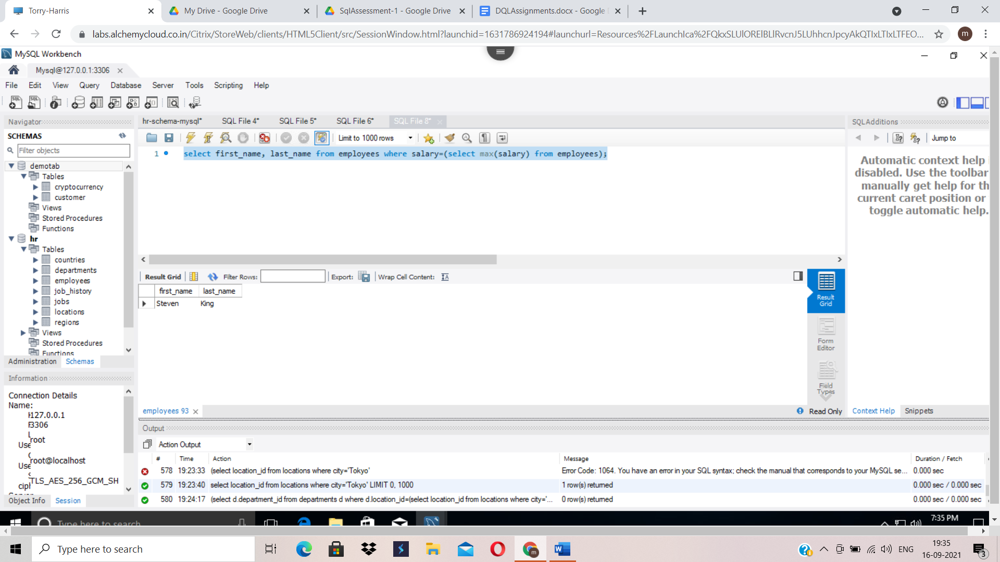 Torry-Harris
My Drive - Google Drive
SqlAssessment-1 - Google Drive
DQLAssignments.docx - Google
labs.alchemycloud.co.in/Citrix/StoreWeb/clients/HTML5Client/src/SessionWindow.html?launchid=1631786924194#launchurl=Resources%2FLaunchIca%2FQkxSLUlORElBLlRvcnJ5LUhhcnJpcyAkQTIxLTIxLTFEO...
m
MySQL Workbench
Mysql@127.0.0.1:3306
File Edit View Query Database Server Tools Scripting Help
Navigator
SCHEMAS
Filter objects
demotab
Tables
cryptocurrency
customer
Views
Stored Procedures
Functions
hr
Tables
countries
departments
employees
job_history
jobs
locations
regions
Views
Stored Procedures
Functions
Administration Schemas
Information
Connection Details
Name:
127.0.0.1
3306
root
Use
root@localhost
Use
TLS_AES_256_GCM_SH
ciph
Object Info Session
hr-schema-mysql* SQL File 4* SQL File 5* SQL File 6* SQL File 8*
Limit to 1000 rows
1 select first_name, last_name from employees where salary=(select max(salary) from employees);
Result Grid Filter Rows: Export: Wrap Cell Content:
first_name last_name
Steven King
Result
Grid
Form
Editor
Field
Types
employees 93
Read Only
SQLAdditions
Jump to
Automatic context help
disabled. Use the toolbar
manually get help for th
current caret position or
toggle automatic help.
Context Help Snippets
Output
Action Output
# Time Action Message Duration / Fetch
578 19:23:33 (select location_id from locations where city='Tokyo' Error Code: 1064. You have an error in your SQL syntax; check the manual that corresponds to your MySQL se... 0.000 sec
579 19:23:40 select location_id from locations where city='Tokyo' LIMIT 0, 1000 1 row(s) returned 0.000 sec / 0.000 sec
580 19:24:17 (select d.department_id from departments d where d.location_id=(select location_id from locations where city='... 0 row(s) returned 0.000 sec / 0.000 sec
Type here to search
7:35 PM
Type here to search
ENG
19:35
16-09-2021
3